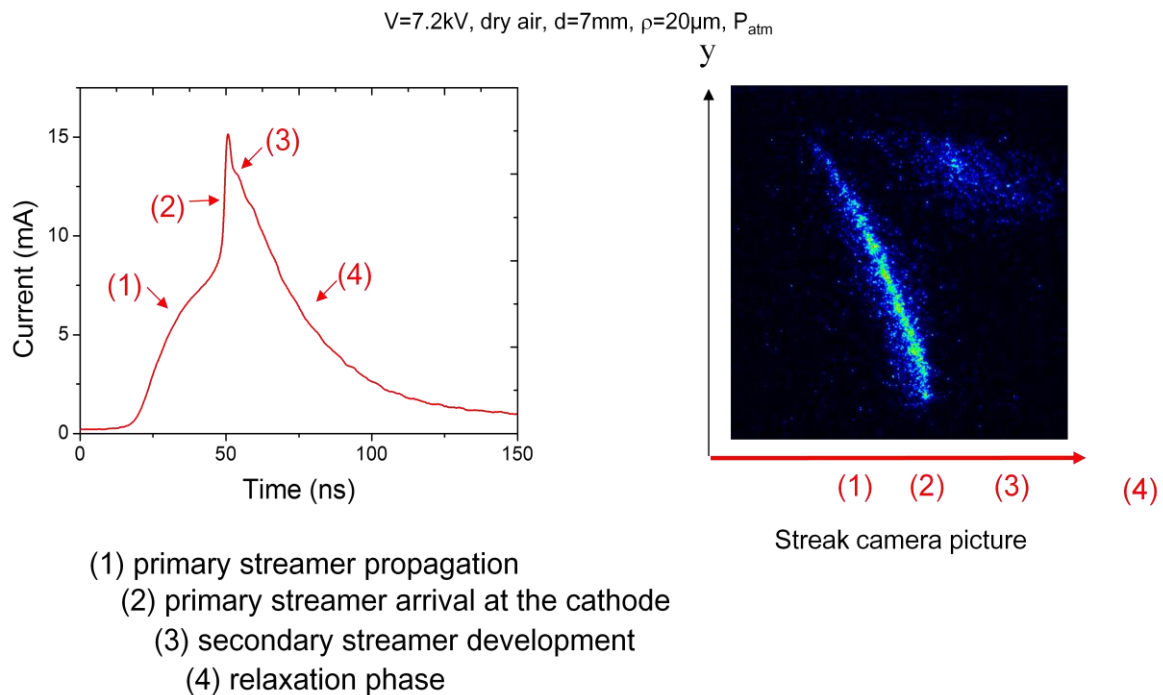 V=7.2kV, dry air, d=7mm, ρ=20µm, Patm
y
15
10
5
0
Current (mA)
(1)
(2)
(3)
(4)
0 50 100 150
Time (ns)
(1) (2) (3) (4)
Streak camera picture
(1) primary streamer propagation
(2) primary streamer arrival at the cathode
(3) secondary streamer development
(4) relaxation phase